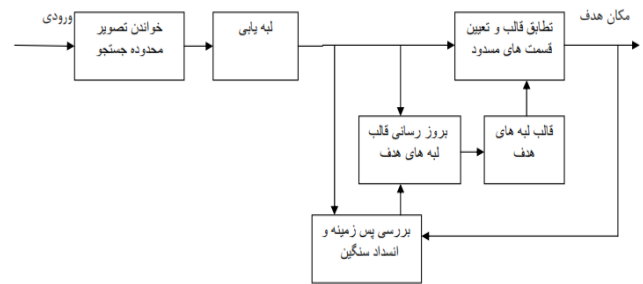 ورودی
خواندن تصویر
محدوده جستجو
لبه یابی
تطابق قالب و تعیین
قسمت های مسدود
مکان هدف
بروز رسانی قالب
لبه های هدف
قالب لبه های
هدف
بررسی پس زمینه و
انسداد سنگین